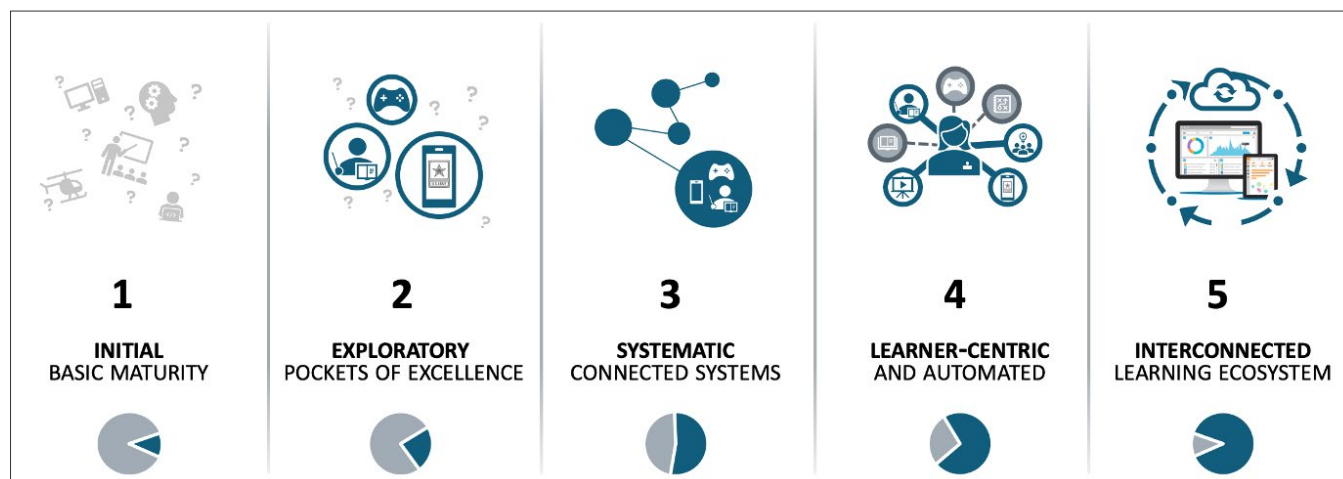 1
INITIAL
BASIC MATURITY
2
EXPLORATORY
POCKETS OF EXCELLENCE
3
SYSTEMATIC
CONNECTED SYSTEMS
4
LEARNER-CENTRIC
AND AUTOMATED
5
INTERCONNECTED
LEARNING ECOSYSTEM